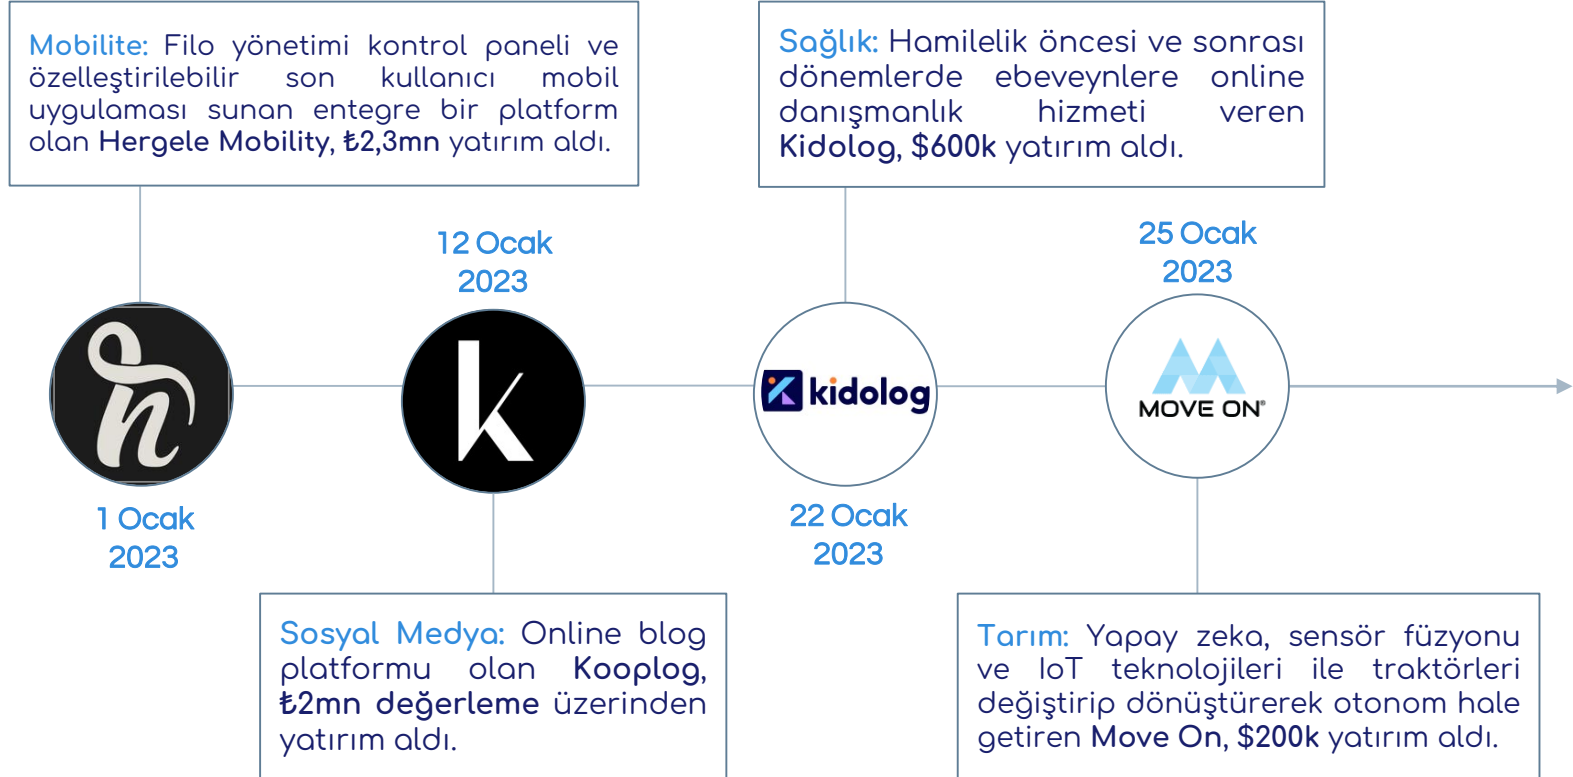 Mobilite: Filo yönetimi kontrol paneli ve
özelleştirilebilir son kullanıcı mobil
uygulaması sunan entegre bir platform
olan Hergele Mobility, ₺2,3mn yatırım aldı.
Sağlık: Hamilelik öncesi ve sonrası
dönemlerde ebeveynlere online
danışmanlık hizmeti veren
Kidolog, $600k yatırım aldı.
12 Ocak
2023
25 Ocak
2023
h
k
kidolog
MOVE ON®
1 Ocak
2023
22 Ocak
2023
Sosyal Medya: Online blog
platformu olan Kooplog,
₺2mn değerleme üzerinden
yatırım aldı.
Tarım: Yapay zeka, sensör füzyonu
ve IoT teknolojileri ile traktörleri
değiştirip dönüştürerek otonom hale
getiren Move On, $200k yatırım aldı.